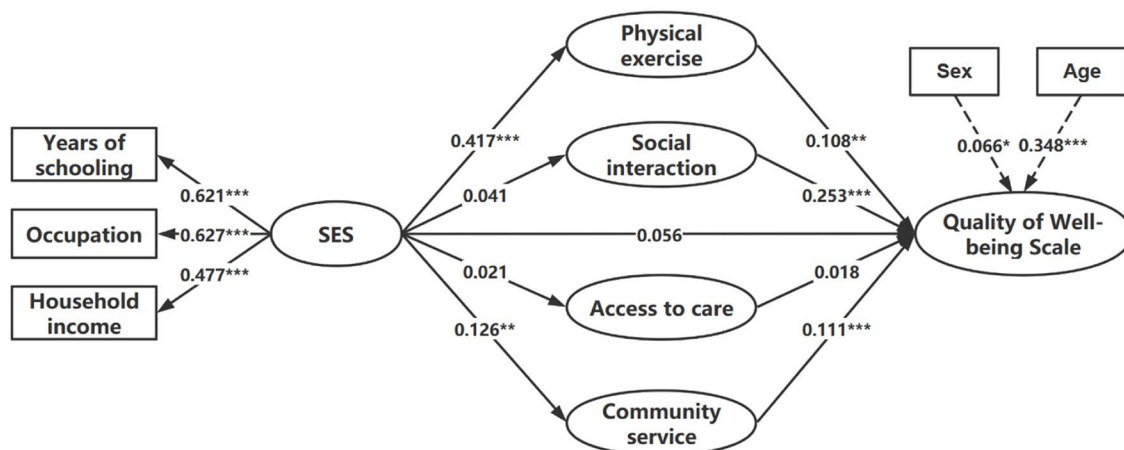 Physical
exercise
Sex
Age
Years of
schooling
0.417***
Social
interaction
0.108**
0.066*
0.348***
0.621***
0.041
0.253***
Occupation
0.627***
SES
0.056
Quality of Well-
being Scale
0.477***
0.021
0.018
Household
income
Access to care
0.126**
0.111***
Community
service